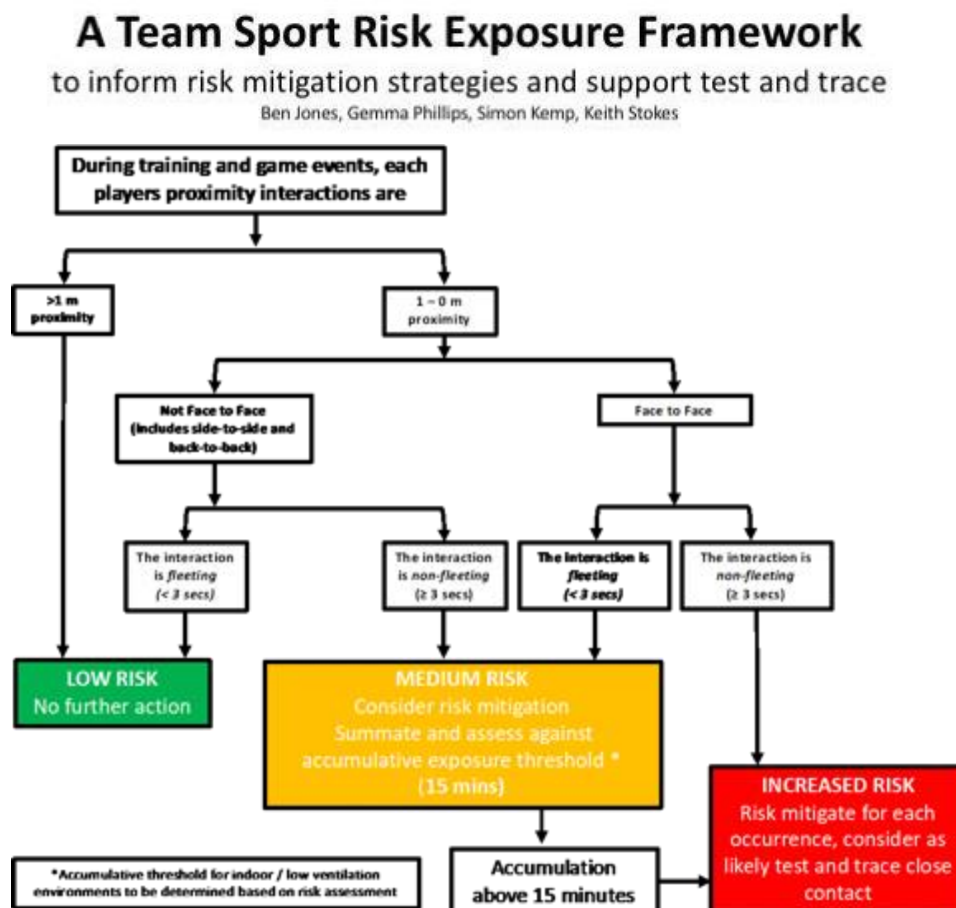 A Team Sport Risk Exposure Framework
to inform risk mitigation strategies and support test and trace
Ben Jones, Gemma Phillips, Simon Kemp, Keith Stokes
During training and game events, each
players proximity interactions are
>1 m
proximity
1 – 0 m
proximity
Not Face to Face
(includes side-to-side and
back-to-back)
Face to Face
The interaction
is fleeting
(< 3 secs)
The interaction
is non-fleeting
(≥ 3 secs)
The interaction is
fleeting
(< 3 secs)
The interaction is
non-fleeting
(≥ 3 secs)
LOW RISK
No further action
MEDIUM RISK
Consider risk mitigation
Summate and assess against
accumulative exposure threshold *
(15 mins)
INCREASED RISK
Risk mitigate for each
occurrence, consider as
likely test and trace close
contact
Accumulation
above 15 minutes
*Accumulative threshold for indoor / low ventilation
environments to be determined based on risk assessment